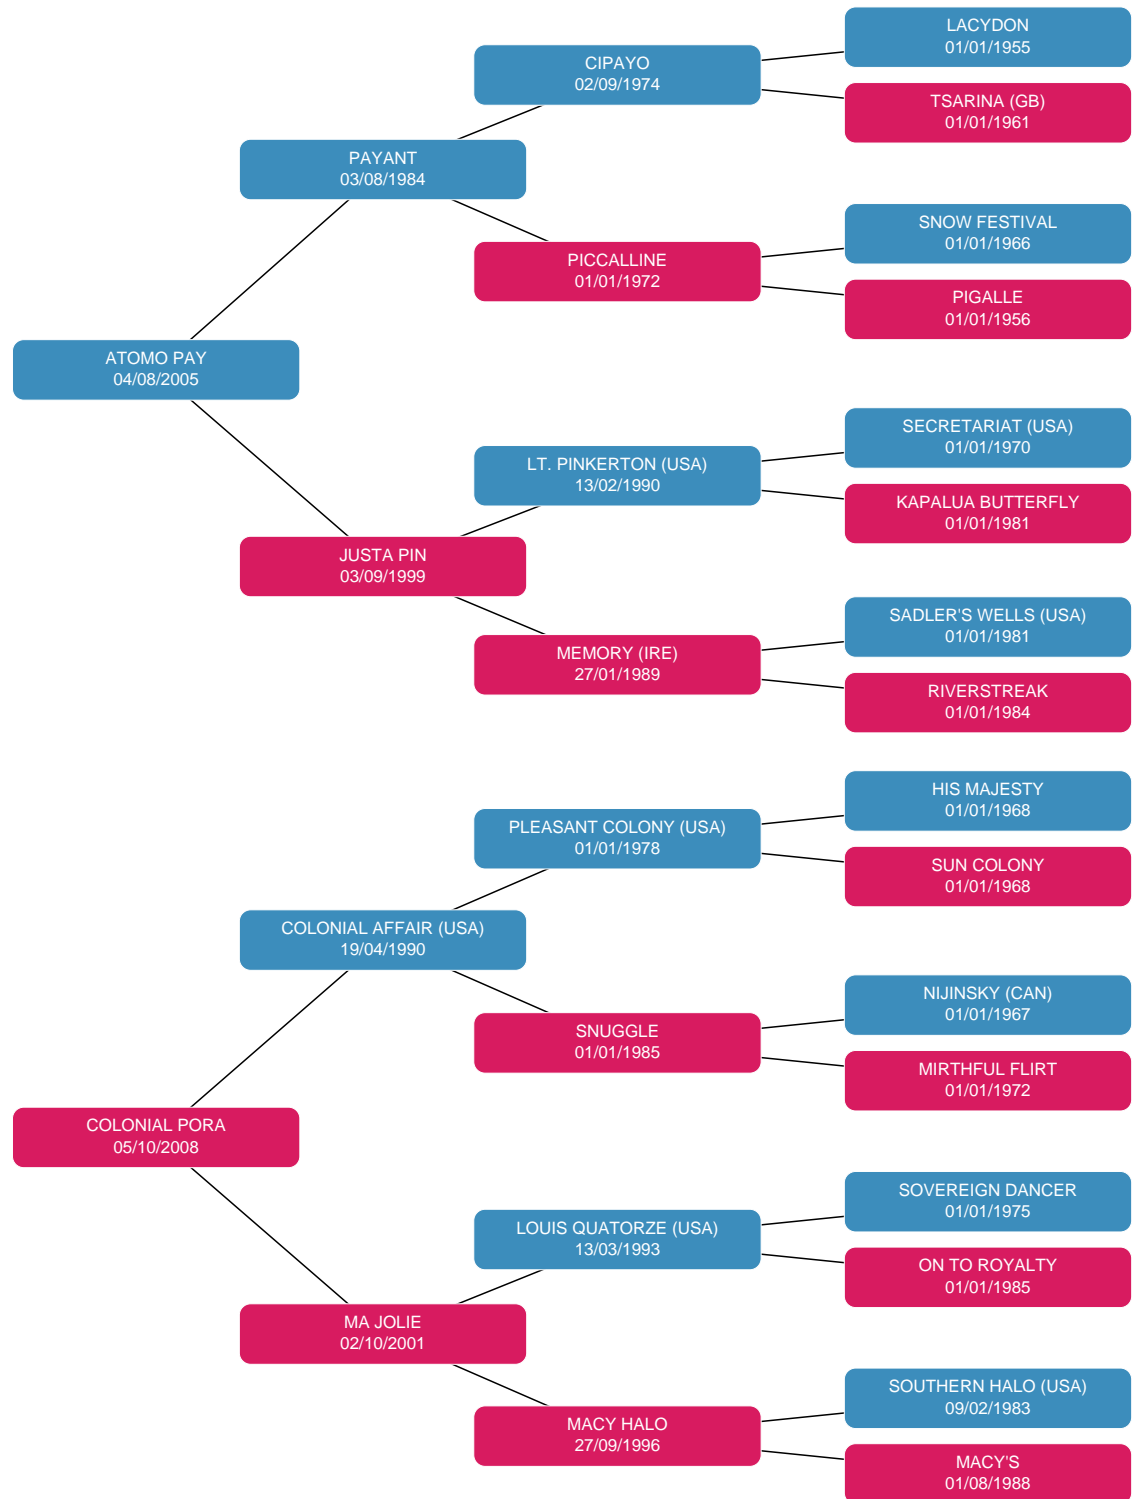 LACYDON
01/01/1955
CIPAYO
02/09/1974
TSARINA (GB)
01/01/1961
PAYANT
03/08/1984
SNOW FESTIVAL
01/01/1966
PICCALLINE
01/01/1972
PIGALLE
01/01/1956
ATOMO PAY
04/08/2005
SECRETARIAT (USA)
01/01/1970
LT. PINKERTON (USA)
13/02/1990
KAPALUA BUTTERFLY
01/01/1981
JUSTA PIN
03/09/1999
SADLER'S WELLS (USA)
01/01/1981
MEMORY (IRE)
27/01/1989
RIVERSTREAK
01/01/1984
HIS MAJESTY
01/01/1968
PLEASANT COLONY (USA)
01/01/1978
SUN COLONY
01/01/1968
COLONIAL AFFAIR (USA)
19/04/1990
NIJINSKY (CAN)
01/01/1967
SNUGGLE
01/01/1985
MIRTHFUL FLIRT
01/01/1972
COLONIAL PORA
05/10/2008
SOVEREIGN DANCER
01/01/1975
LOUIS QUATORZE (USA)
13/03/1993
ON TO ROYALTY
01/01/1985
MA JOLIE
02/10/2001
SOUTHERN HALO (USA)
09/02/1983
MACY HALO
27/09/1996
MACY'S
01/08/1988